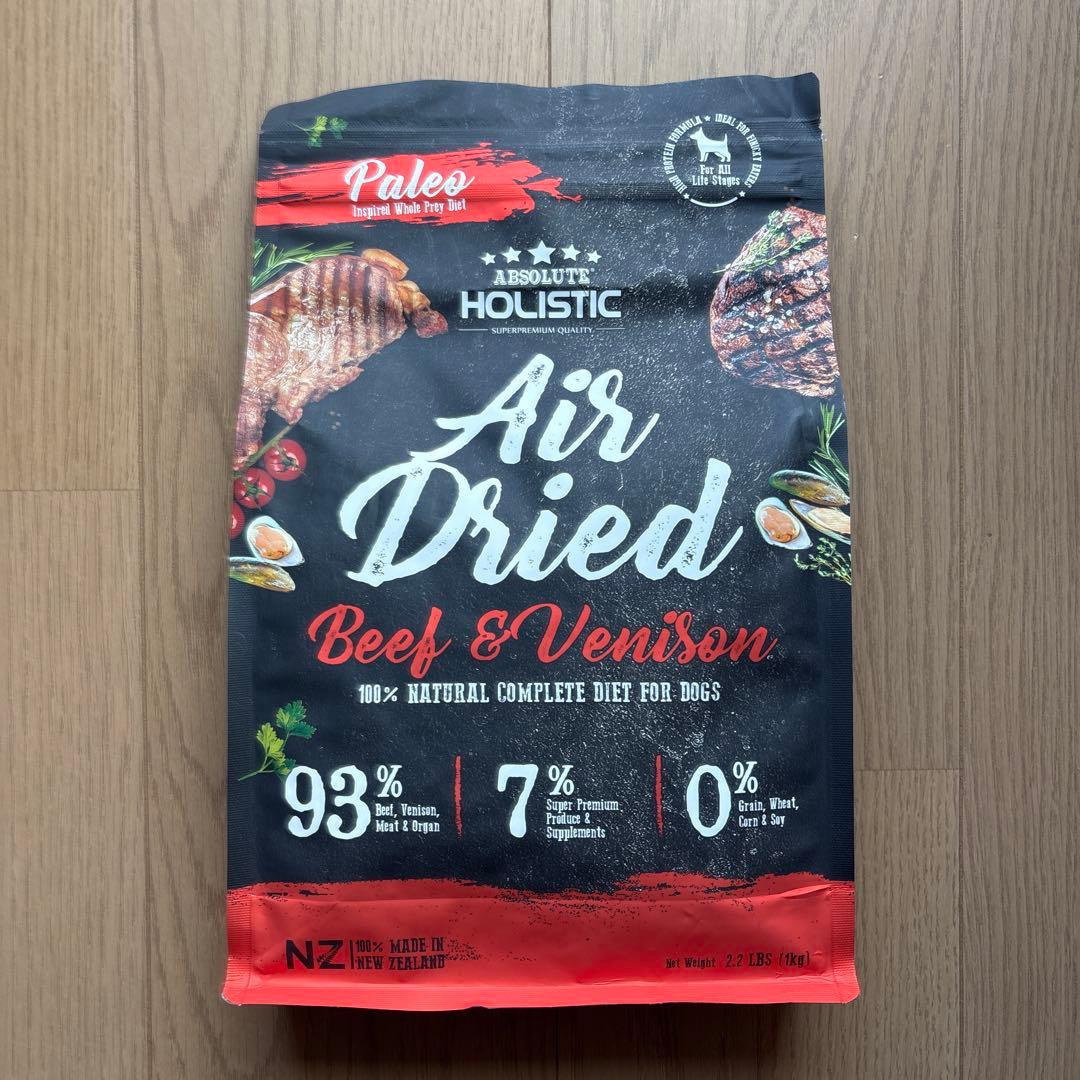 Paleo
Inspired Whole Prey Diet
HIGH PROTEIN FORMULA ★ IDEAL FOR FINICKY EATERS ★
For All
Life Stages
ABSOLUTE
HOLISTIC
SUPERPREMIUM QUALITY
Air
Dried
Beef & Venison
100% NATURAL COMPLETE DIET FOR DOGS
93%
Beef, Venison,
Meat & Organ
7%
Super Premium
Produce &
Supplements
0%
Grain, Wheat,
Corn & Soy
NZ
100% MADE IN
NEW ZEALAND
Net Weight 2.2 LBS (1kg)